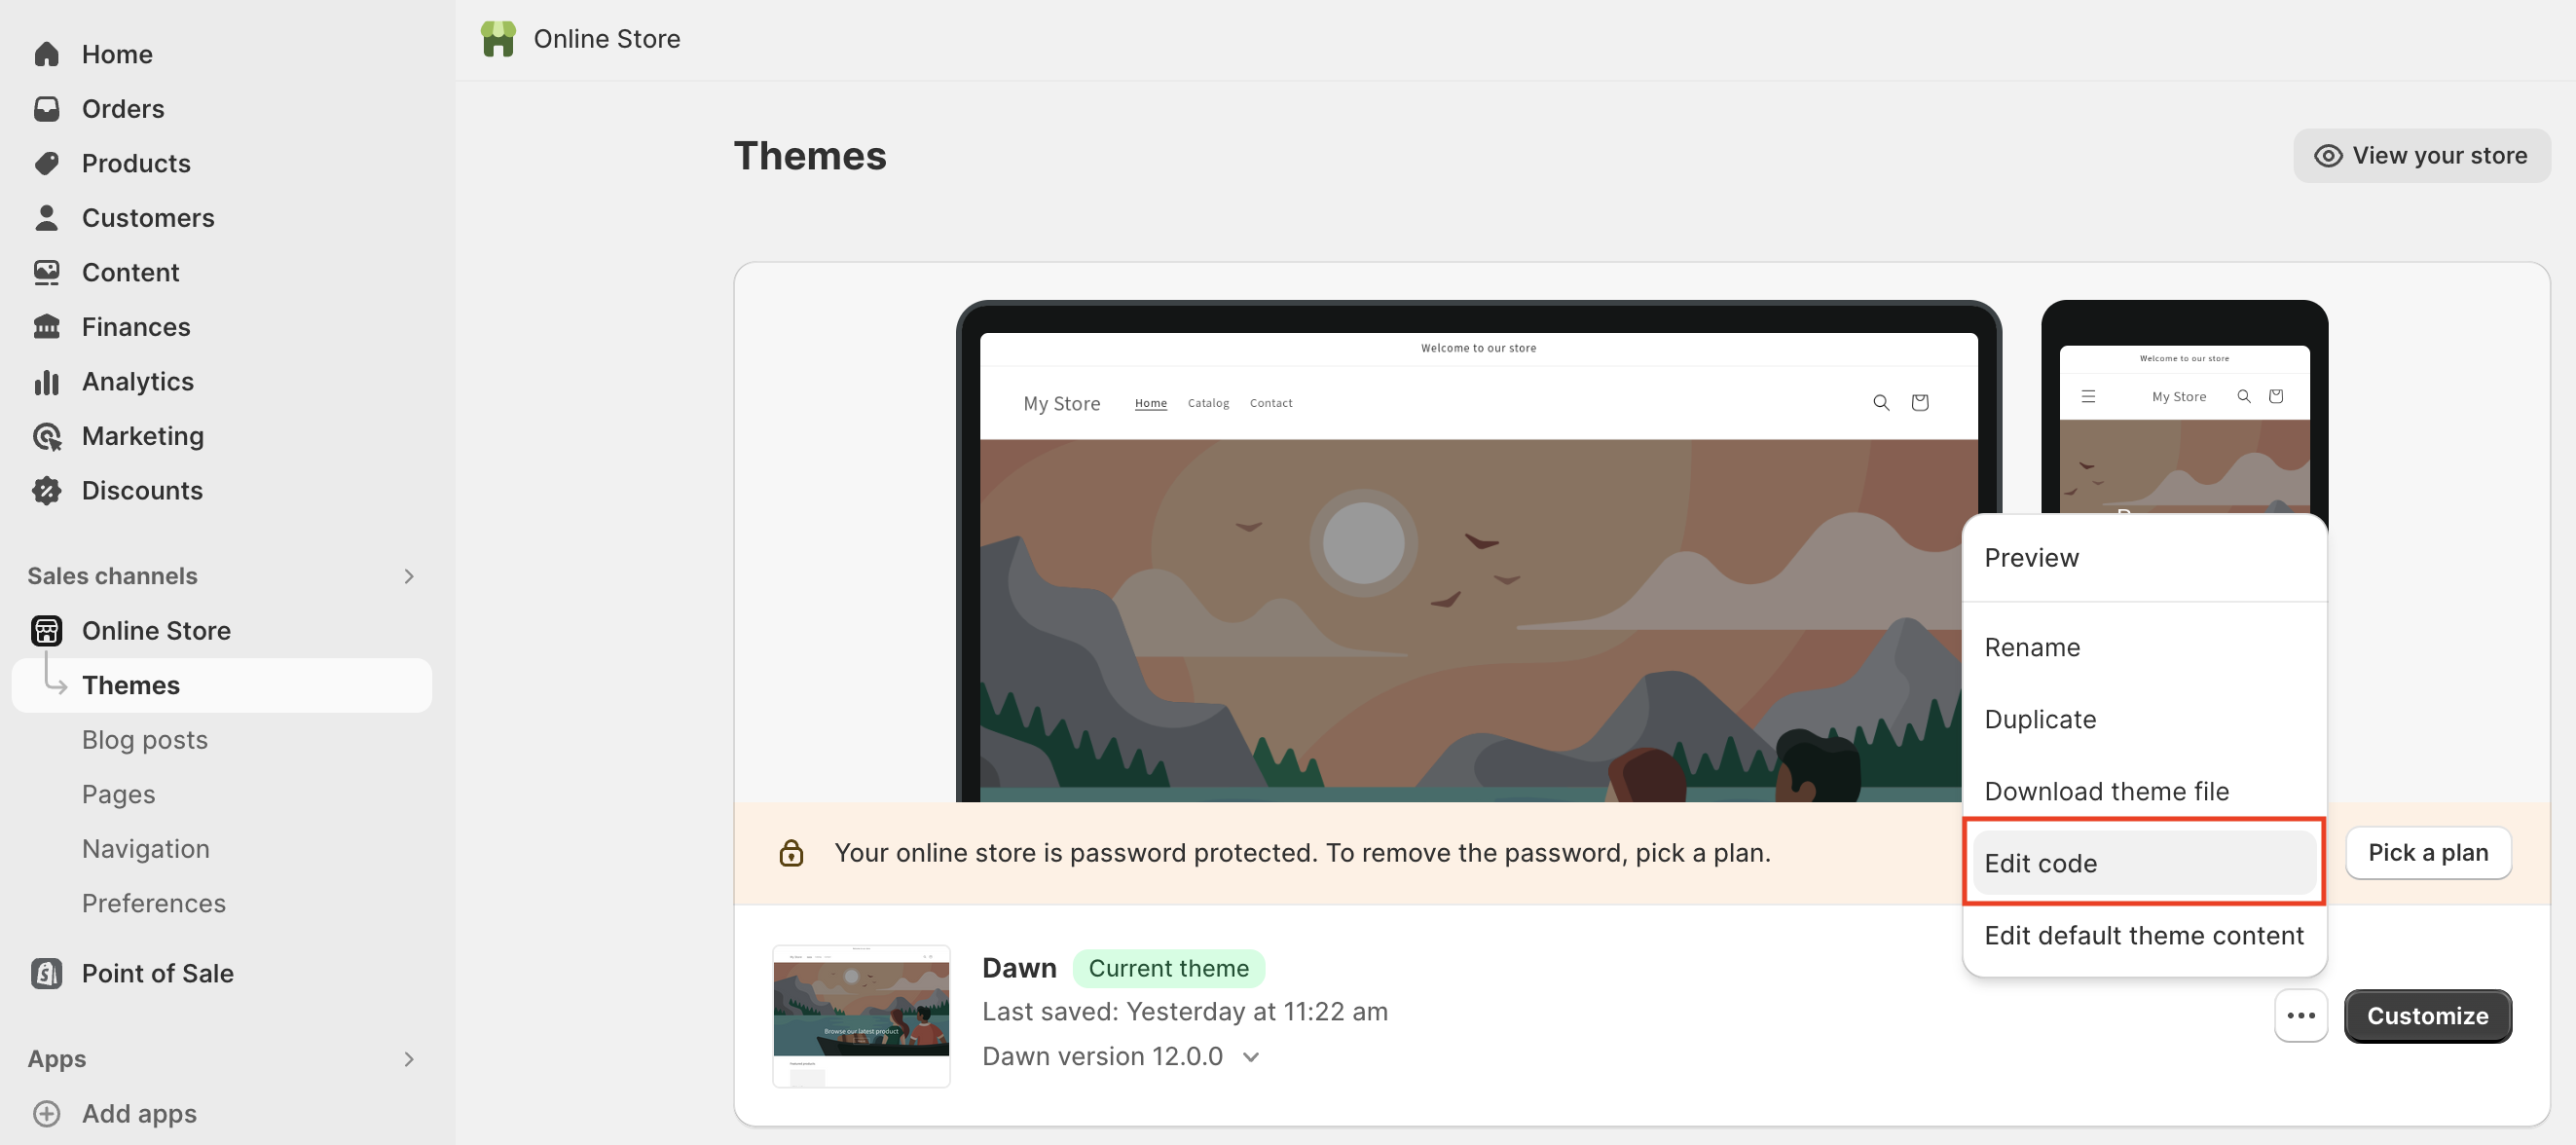 Home
Orders
Products
Customers
Content
Finances
Analytics
Marketing
Discounts
Sales channels
Online Store
Themes
Blog posts
Pages
Navigation
Preferences
Point of Sale
Apps
Add apps
Online Store
Themes
View your store
Welcome to our store
My Store Home Catalog Contact
Welcome to our store
My Store
Preview
Rename
Duplicate
Download theme file
Edit code
Edit default theme content
Your online store is password protected. To remove the password, pick a plan.
Pick a plan
Browse our latest product
Dawn Current theme
Last saved: Yesterday at 11:22 am
Dawn version 12.0.0
Customize